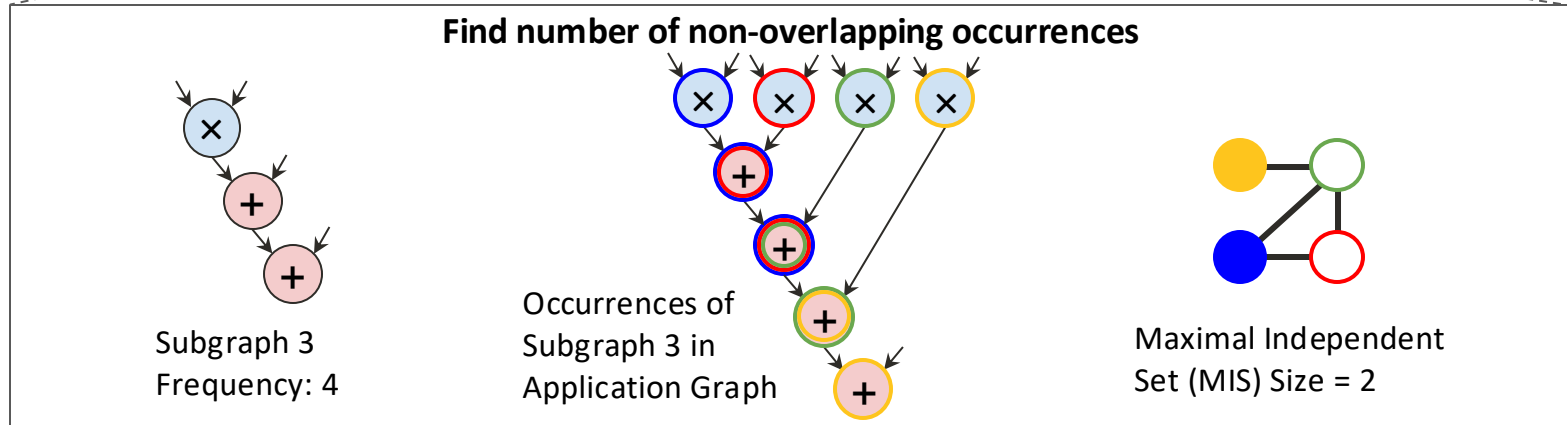 Find number of non-overlapping occurrences
× × × ×
×
+
+
+
+
+
+
Subgraph 3
Frequency: 4
Occurrences of
Subgraph 3 in
Application Graph
Maximal Independent
Set (MIS) Size = 2